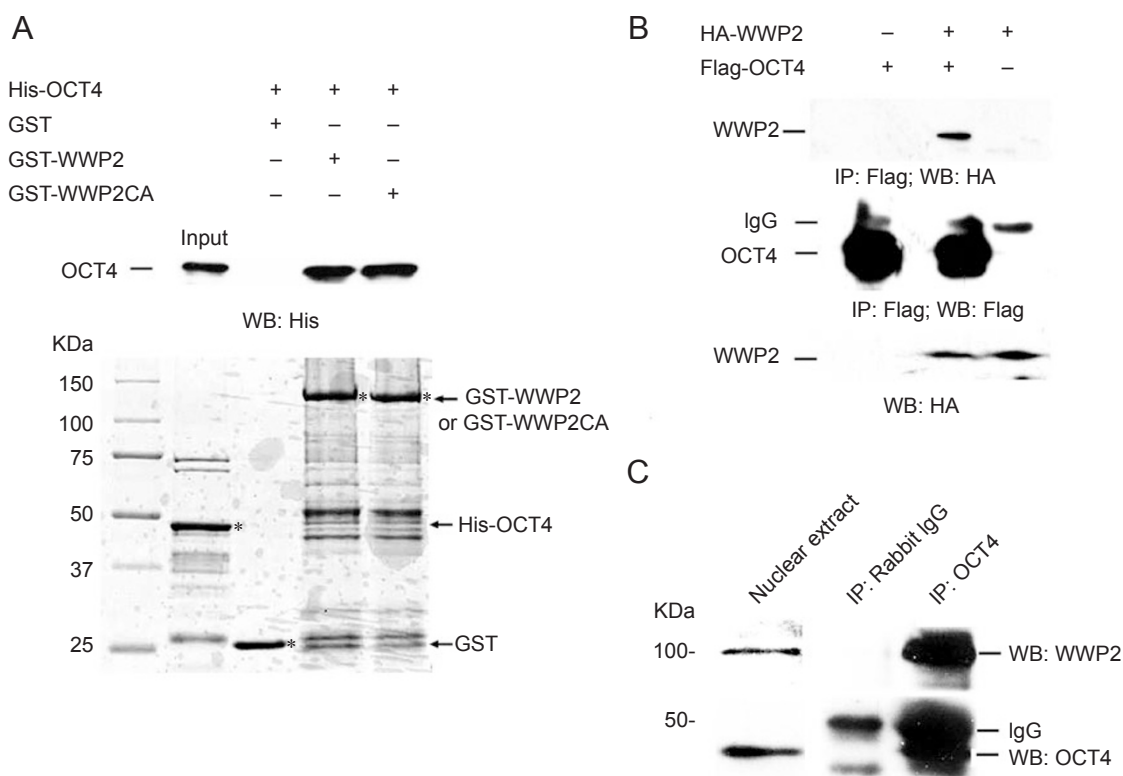 A
His-OCT4 + + +
GST + – –
GST-WWP2 – + –
GST-WWP2CA – – +
Input
OCT4
WB: His
KDa
150
100
75
50
37
25
*
*
*
*
GST-WWP2
or GST-WWP2CA
His-OCT4
GST
B
HA-WWP2 – + +
Flag-OCT4 + + –
WWP2
IP: Flag; WB: HA
IgG
OCT4
IP: Flag; WB: Flag
WWP2
WB: HA
C
Nuclear extract
IP: Rabbit IgG
IP: OCT4
KDa
100-
WB: WWP2
50-
IgG
WB: OCT4